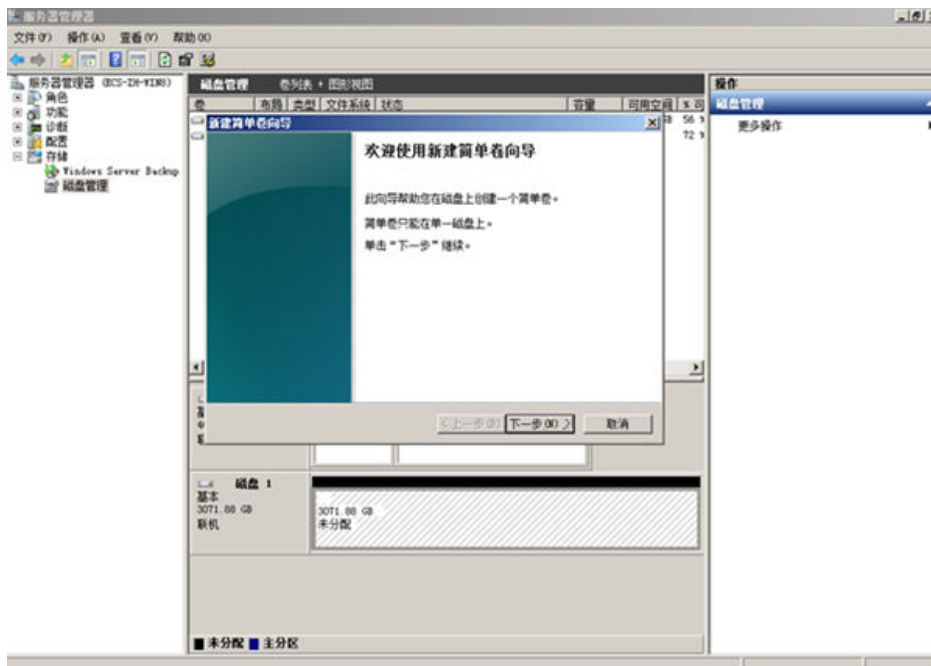 服务器管理器
文件(F) 操作(A) 查看(V) 帮助(H)
服务器管理器 (ECS-ZH-WIN8)
角色
功能
诊断
配置
存储
Windows Server Backup
磁盘管理
磁盘管理 卷列表 + 图形视图
卷 布局 类型 文件系统 状态 容量 可用空间 % 可
56 %
72 %
新建简单卷向导
欢迎使用新建简单卷向导
此向导帮助您在磁盘上创建一个简单卷。
简单卷只能在单一磁盘上。
单击“下一步”继续。
<上一步(B) 下一步(N) > 取消
磁盘 1
基本
3071.88 GB
联机
3071.88 GB
未分配
未分配 主分区
操作
磁盘管理
更多操作